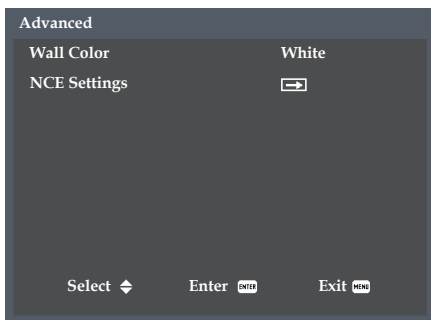 Advanced
Wall Color White
NCE Settings
Select Enter ENTER Exit MENU